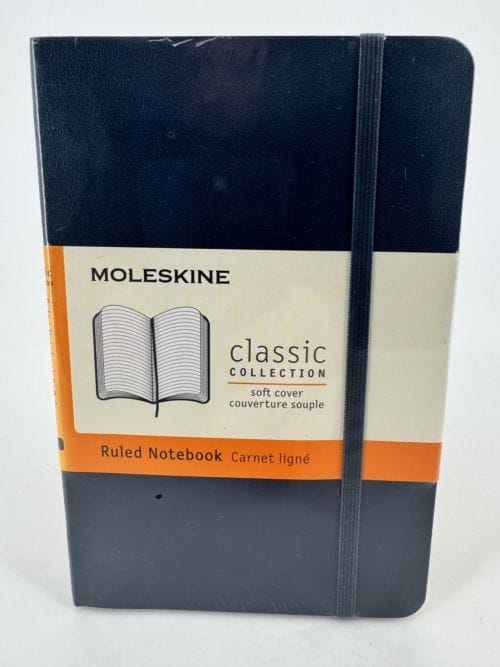 MOLESKINE
classic
COLLECTION
soft cover
couverture souple
Ruled Notebook Carnet ligné